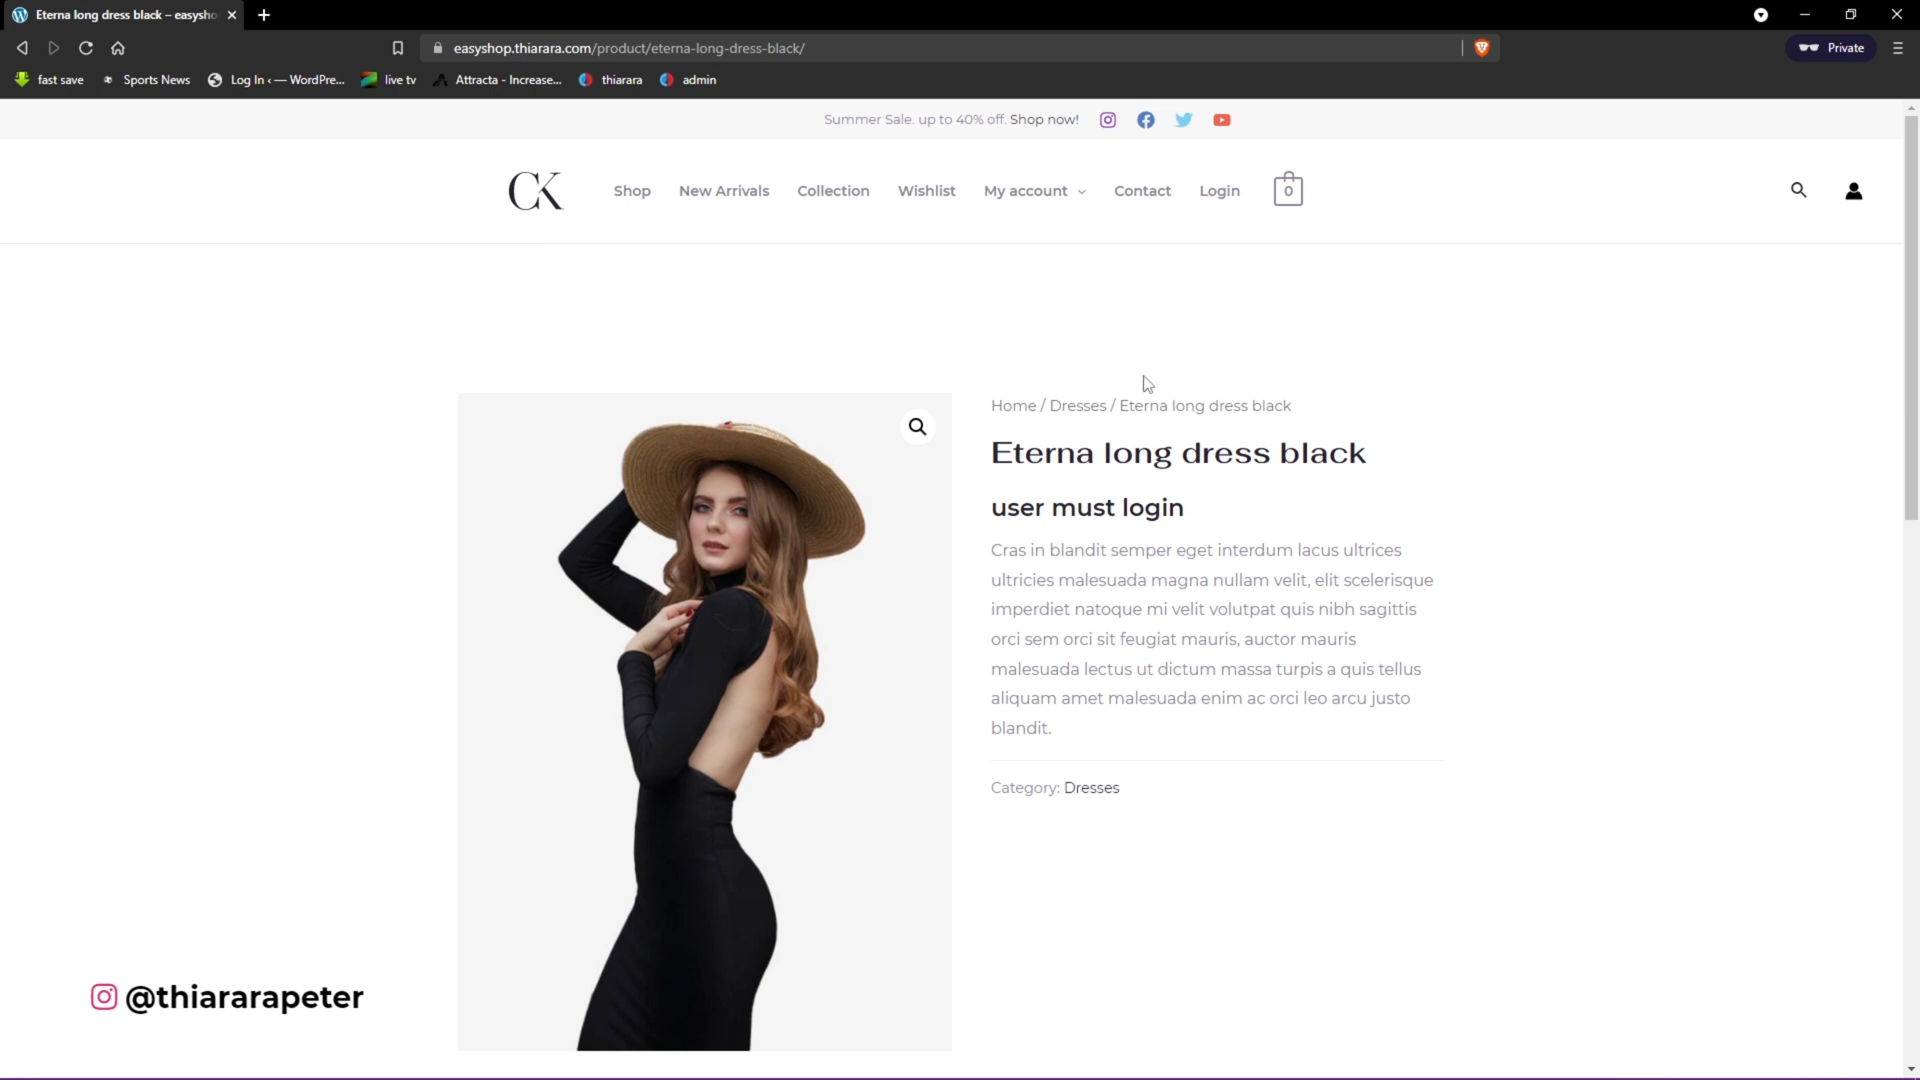 Eterna long dress black – easysho
easyshop.thiarara.com/product/eterna-long-dress-black/
Private
fast save
Sports News
Log In ‹ — WordPre...
live tv
Attracta - Increase...
thiarara
admin
Summer Sale. up to 40% off. Shop now!
CK
Shop
New Arrivals
Collection
Wishlist
My account
Contact
Login
0
Home / Dresses / Eterna long dress black
Eterna long dress black
user must login
Cras in blandit semper eget interdum lacus ultrices
ultricies malesuada magna nullam velit, elit scelerisque
imperdiet natoque mi velit volutpat quis nibh sagittis
orci sem orci sit feugiat mauris, auctor mauris
malesuada lectus ut dictum massa turpis a quis tellus
aliquam amet malesuada enim ac orci leo arcu justo
blandit.
Category: Dresses
@thiararapeter